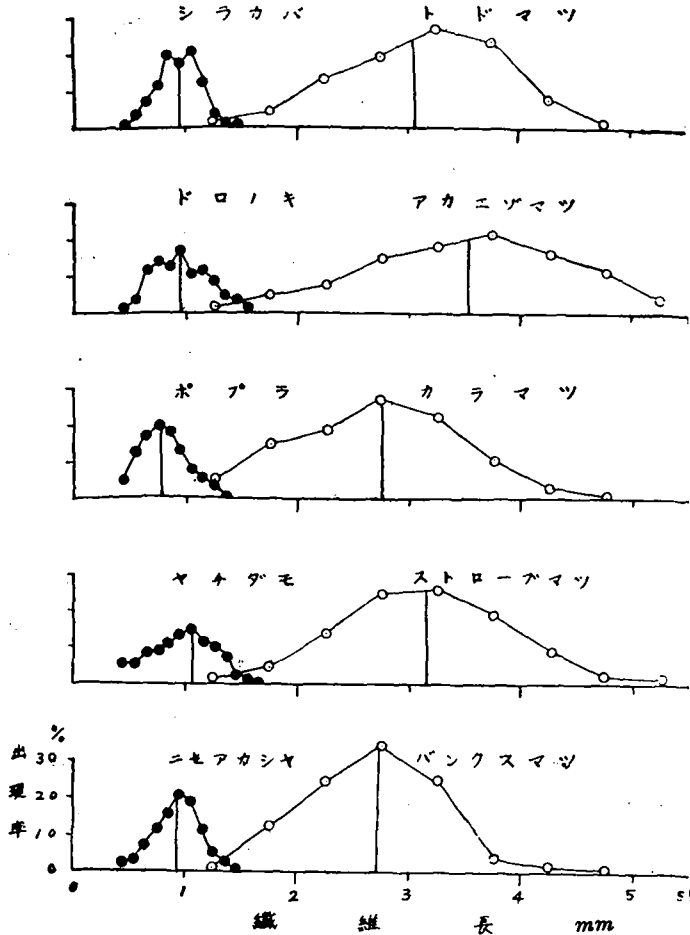 シラカバ トドマツ
ドロノキ アカエゾマツ
ポプラ カラマツ
ヤチダモ ストローブマツ
ニセアカシヤ バンクスマツ
%
30
20
10
0
出現率
0 1 2 3 4 5
繊維長 mm